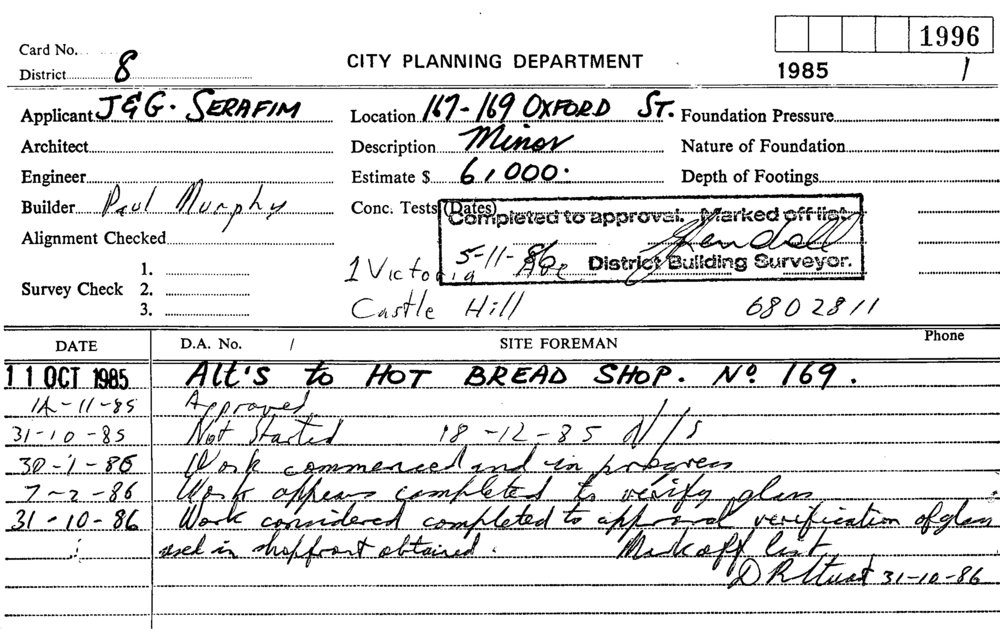 1996
Card No.
District 8
CITY PLANNING DEPARTMENT
1985 /
Applicant J & G. SERAFIM
Location 167-169 OXFORD ST.
Foundation Pressure
Architect
Description Minor
Nature of Foundation
Engineer
Estimate $ 6,000.
Depth of Footings
Builder Paul Murphy
Conc. Tests (Dates)
Completed to approval. Marked off list.
Alignment Checked
5-11-86
District Building Surveyor.
1 Victoria Ave
Survey Check 1.
2.
3.
Castle Hill 6802811
DATE D.A. No. / SITE FOREMAN Phone
11 OCT 1985 Alt's to HOT BREAD SHOP. No 169.
14-11-85 Approved
31-10-85 Not Started 18-12-85 N/S
30-1-86 Work commenced and in progress
7-2-86 Work appears completed to verify glass
31-10-86 Work considered completed to approval verification of glass
used in shopfront obtained. Mark off list
31-10-86